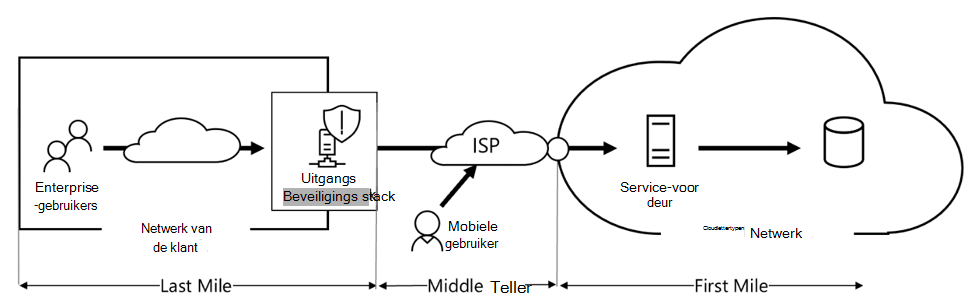 Enterprise
-gebruikers
Uitgangs
Beveiligings stack
Netwerk van
de klant
ISP
Mobiele
gebruiker
Service-voor
deur
Cloudlettertypen Netwerk
Last Mile
Middle Teller
First Mile